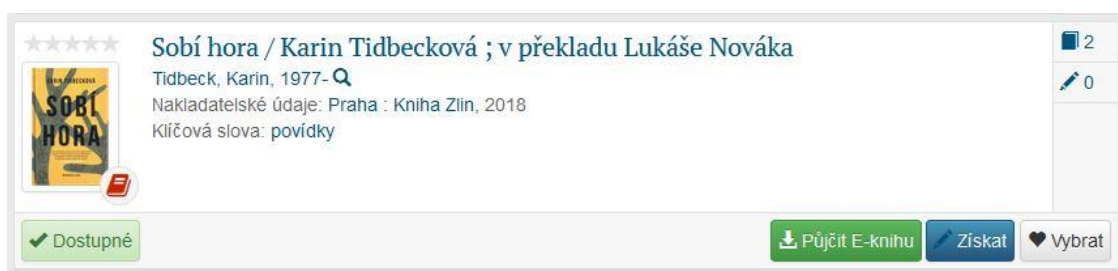 Sobí hora / Karin Tidbecková ; v překladu Lukáše Nováka
Tidbeck, Karin, 1977-
Nakladatelské údaje: Praha : Kniha Zlin, 2018
Klíčová slova: povídky
2
0
KARIN TIDBECKOVÁ
SOBÍ
HORA
Dostupné
Půjčit E-knihu
Získat
Vybrat